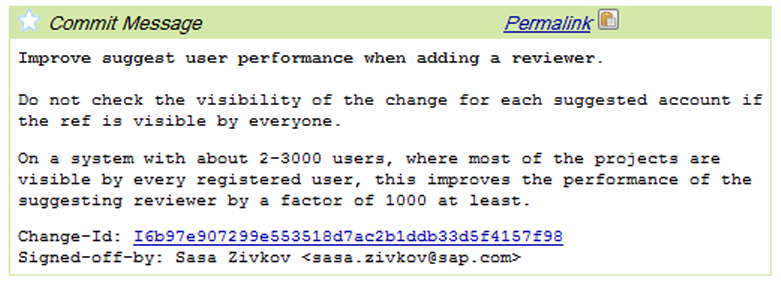 Commit Message Permalink
Improve suggest user performance when adding a reviewer.
Do not check the visibility of the change for each suggested account if
the ref is visible by everyone.
On a system with about 2-3000 users, where most of the projects are
visible by every registered user, this improves the performance of the
suggesting reviewer by a factor of 1000 at least.
Change-Id: I6b97e907299e553518d7ac2b1ddb33d5f4157f98
Signed-off-by: Sasa Zivkov <sasa.zivkov@sap.com>